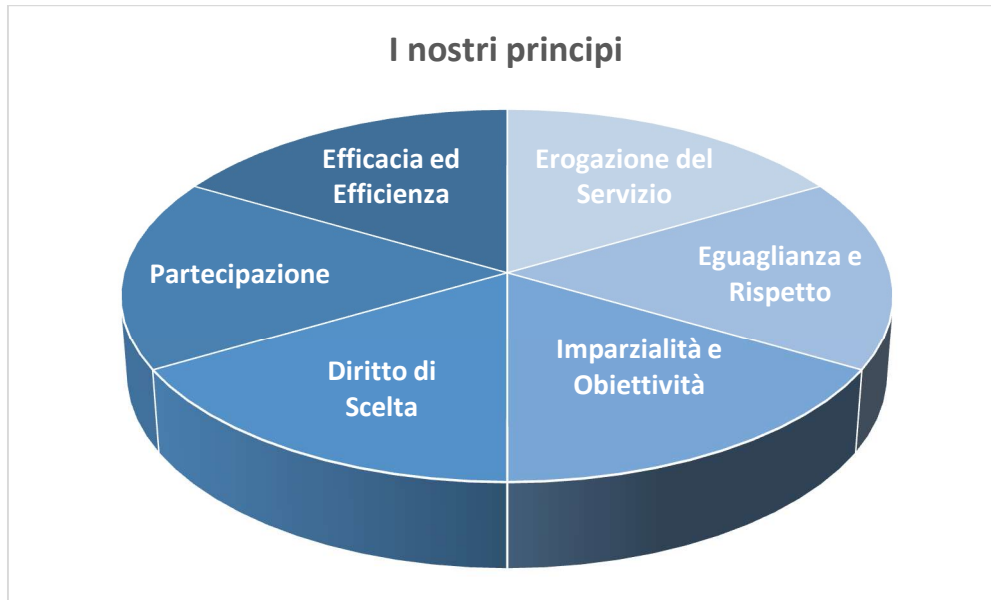 I nostri principi
Efficacia ed
Efficienza
Erogazione del
Servizio
Partecipazione
Eguaglianza e
Rispetto
Diritto di
Scelta
Imparzialità e
Obiettività